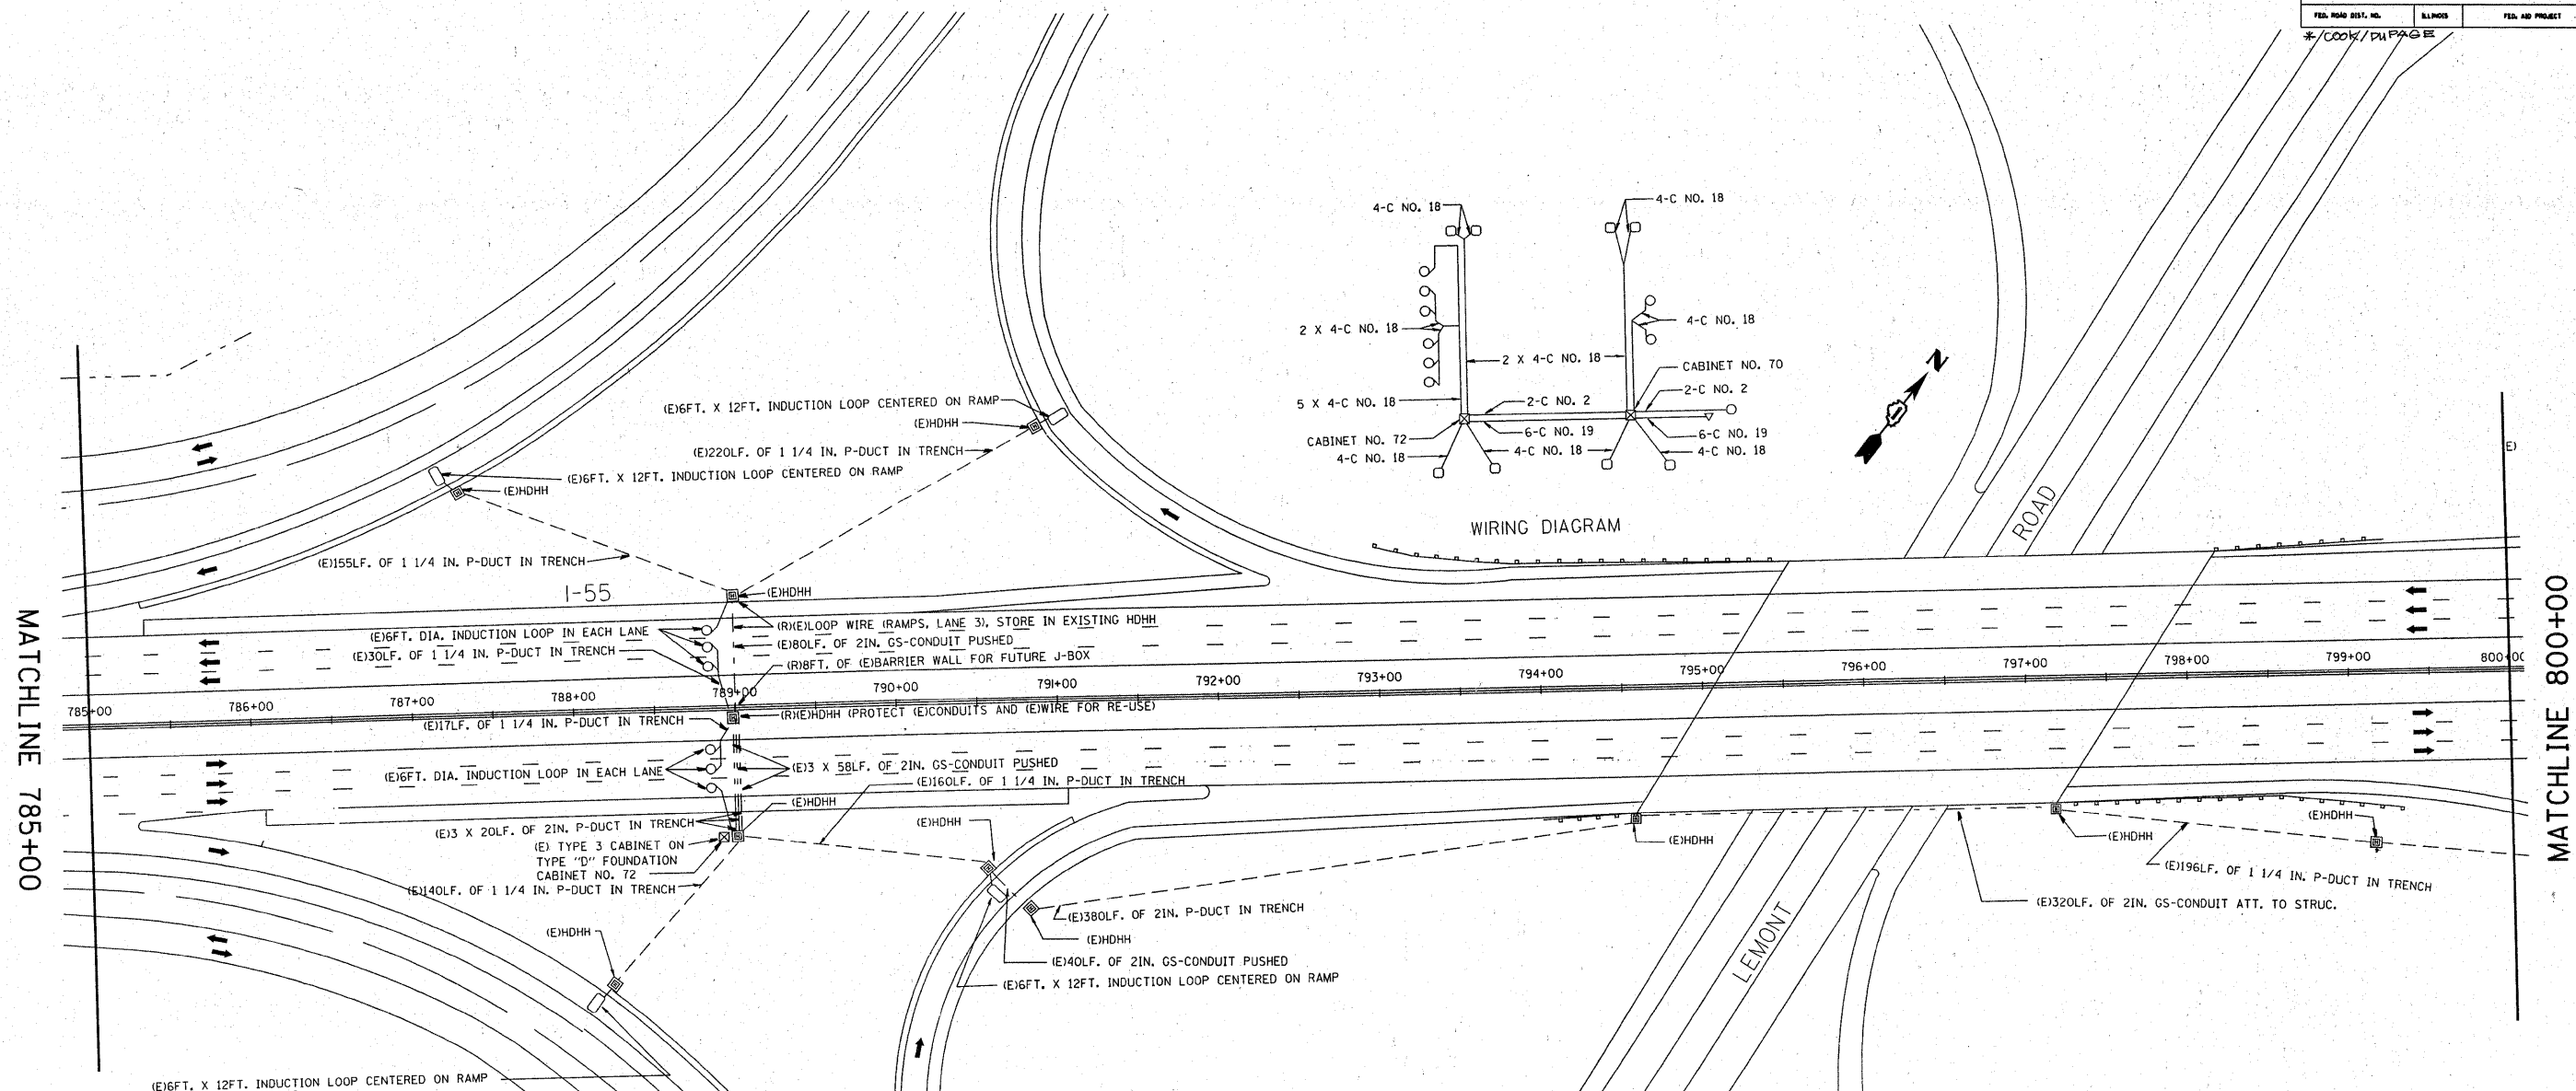 FED. ROAD DIST. NO.
ILLINOIS
FED. AID PROJECT
*/COOK/DUPAGE
4-C NO. 18
4-C NO. 18
2 X 4-C NO. 18
4-C NO. 18
2 X 4-C NO. 18
CABINET NO. 70
2-C NO. 2
5 X 4-C NO. 18
2-C NO. 2
CABINET NO. 72
6-C NO. 19
6-C NO. 19
4-C NO. 18
4-C NO. 18
4-C NO. 18
WIRING DIAGRAM
N
(E)6FT. X 12FT. INDUCTION LOOP CENTERED ON RAMP
(E)HDHH
(E)220LF. OF 1 1/4 IN. P-DUCT IN TRENCH
(E)6FT. X 12FT. INDUCTION LOOP CENTERED ON RAMP
(E)HDHH
(E)155LF. OF 1 1/4 IN. P-DUCT IN TRENCH
I-55
(E)HDHH
(R)(E)LOOP WIRE (RAMPS, LANE 3), STORE IN EXISTING HDHH
(E)6FT. DIA. INDUCTION LOOP IN EACH LANE
(E)80LF. OF 2IN. GS-CONDUIT PUSHED
(E)30LF. OF 1 1/4 IN. P-DUCT IN TRENCH
(R)8FT. OF (E)BARRIER WALL FOR FUTURE J-BOX
785+00
786+00
787+00
788+00
789+00
790+00
791+00
792+00
793+00
794+00
795+00
796+00
797+00
798+00
799+00
800+00
(E)17LF. OF 1 1/4 IN. P-DUCT IN TRENCH
(R)(E)HDHH (PROTECT (E)CONDUITS AND (E)WIRE FOR RE-USE)
(E)6FT. DIA. INDUCTION LOOP IN EACH LANE
(E)3 X 58LF. OF 2IN. GS-CONDUIT PUSHED
(E)160LF. OF 1 1/4 IN. P-DUCT IN TRENCH
(E)HDHH
(E)3 X 20LF. OF 2IN. P-DUCT IN TRENCH
(E) TYPE 3 CABINET ON
TYPE "D" FOUNDATION
CABINET NO. 72
(E)140LF. OF 1 1/4 IN. P-DUCT IN TRENCH
(E)HDHH
(E)HDHH
(E)380LF. OF 2IN. P-DUCT IN TRENCH
(E)HDHH
(E)40LF. OF 2IN. GS-CONDUIT PUSHED
(E)6FT. X 12FT. INDUCTION LOOP CENTERED ON RAMP
(E)6FT. X 12FT. INDUCTION LOOP CENTERED ON RAMP
(E)HDHH
(E)HDHH
(E)HDHH
(E)196LF. OF 1 1/4 IN. P-DUCT IN TRENCH
(E)320LF. OF 2IN. GS-CONDUIT ATT. TO STRUC.
LEMONT
ROAD
E)
MATCHLINE 785+00
MATCHLINE 800+00